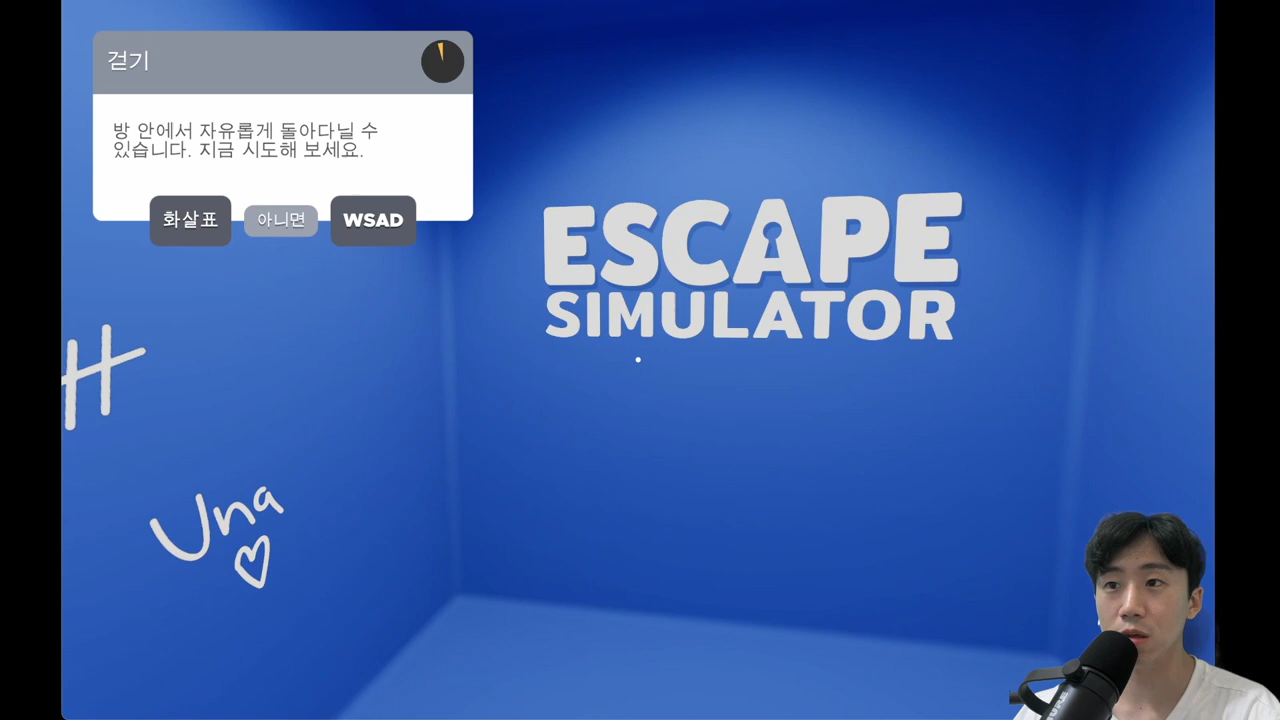 걷기
방 안에서 자유롭게 돌아다닐 수
있습니다. 지금 시도해 보세요.
화살표 아니면 WSAD
ESCAPE
SIMULATOR
H
Una